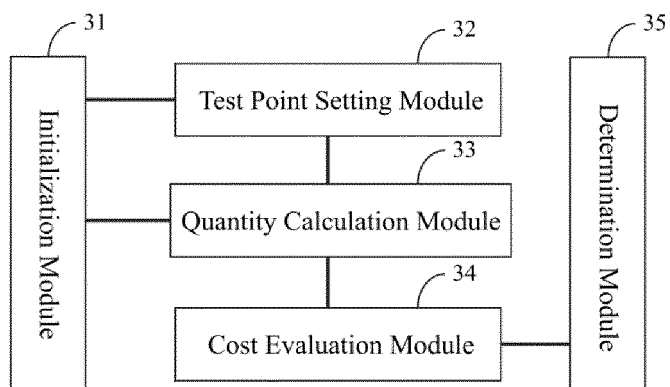 31
32
35
Test Point Setting Module
33
Initialization Module
Quantity Calculation Module
Determination Module
34
Cost Evaluation Module